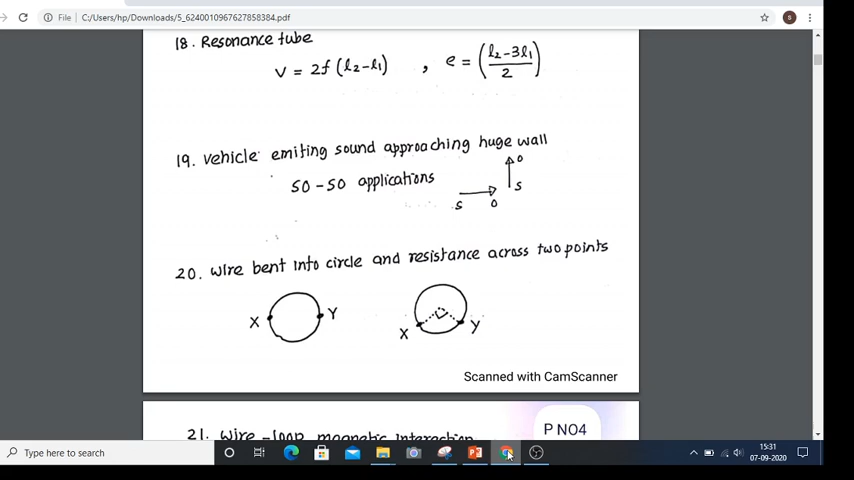 File
C:/Users/hp/Downloads/5_6240010967627858384.pdf
S
18. Resonance tube
V = 2f (l2-l1) , e = (l2-3l1/2)
19. Vehicle emitting sound approaching huge wall
50-50 applications
O
S
S
O
20. Wire bent into circle and resistance across two points
X
Y
X
Y
Scanned with CamScanner
21. Wire-loop magnetic interaction
P NO4
Type here to search
15:31
07-09-2020